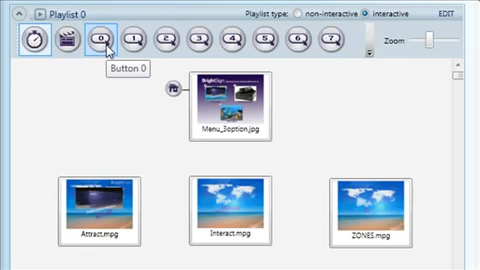 Playlist 0
Playlist type: non-interactive interactive EDIT
0 1 2 3 4 5 6 7
Zoom
Button 0
BrightSign
Menu_3option.jpg
Attract.mpg
Interact.mpg
ZONES.mpg